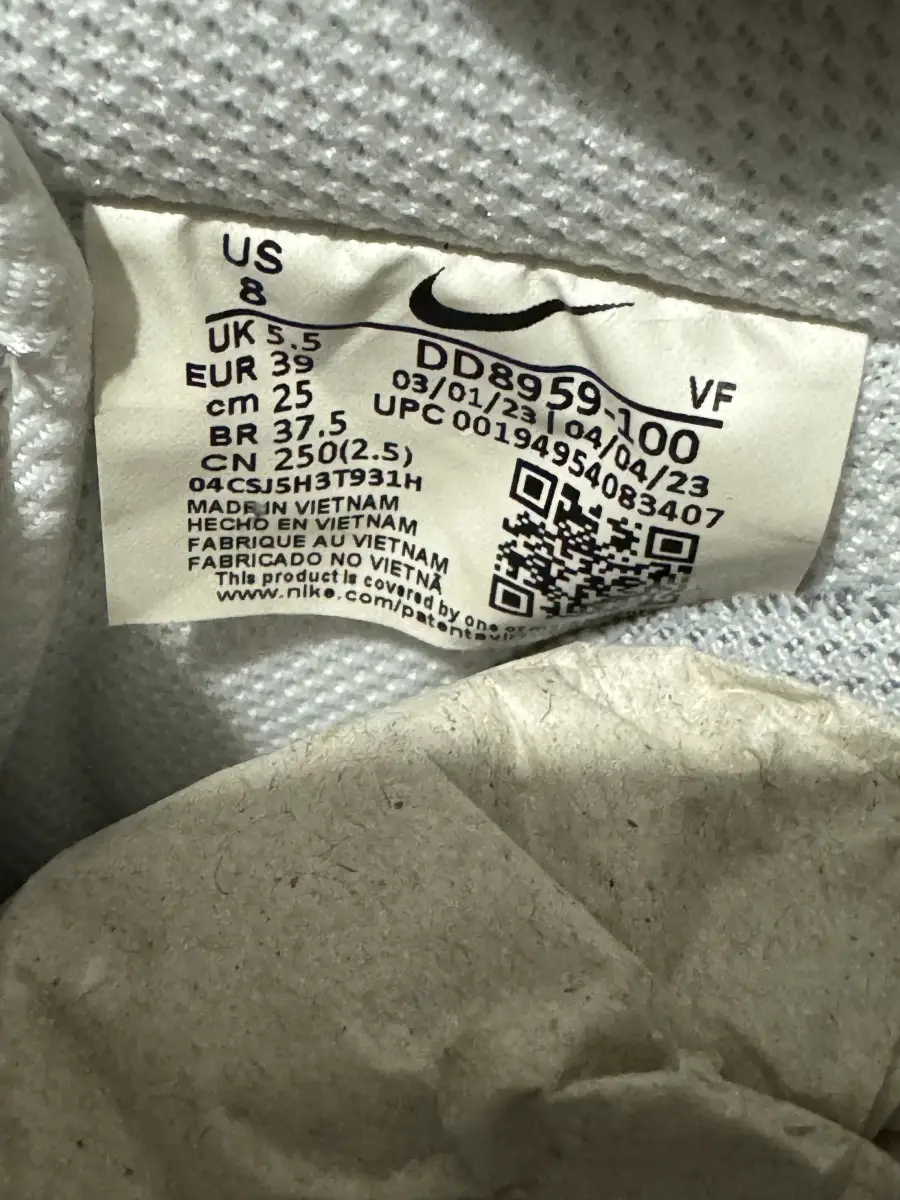 US
8
UK 5.5
EUR 39
cm 25
BR 37.5
CN 250(2.5)
04CSJ5H3T931H
MADE IN VIETNAM
HECHO EN VIETNAM
FABRIQUE AU VIETNAM
FABRICADO NO VIETNÃ
This product is covered by one
www.nike.com/patents
DD8959-100
VF
03/01/23 | 04/04/23
UPC 00194954083407